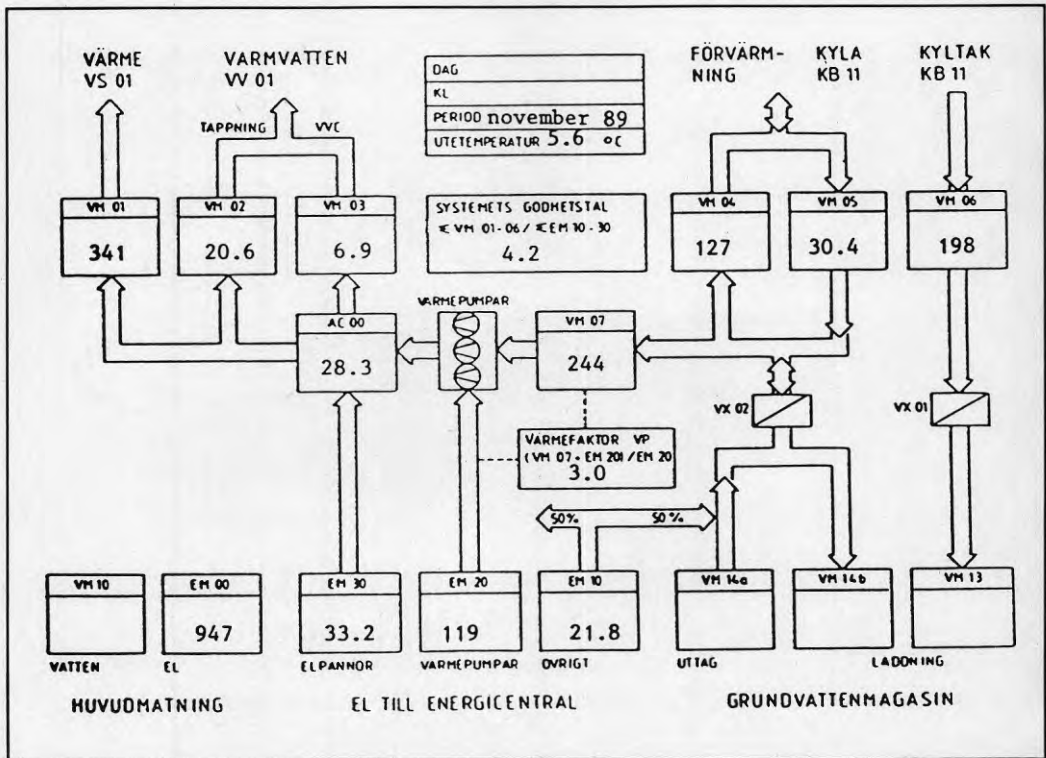 VÄRME
VS 01
VARMVATTEN
VV 01
TAPPNING
VVC
DAG
KL
PERIOD november 89
UTETEMPERATUR 5.6 °C
FÖRVÄRM-
NING
KYLA
KB 11
KYLTAK
KB 11
VM 01
341
VM 02
20.6
VM 03
6.9
SYSTEMETS GODHETSTAL
VM 01-06 / EM 10-30
4.2
VM 04
127
VM 05
30.4
VM 06
198
AC 00
28.3
VÄRMEPUMPAR
VM 07
244
VX 02
VX 01
VÄRMEFAKTOR VP
(VM 07 + EM 20) / EM 20
3.0
50%
50%
VM 10
VATTEN
EM 00
947
EL
EM 30
33.2
ELPANNOR
EM 20
119
VÄRMEPUMPAR
EM 10
21.8
ÖVRIGT
VM 14a
UTTAG
VM 14b
VM 13
LADDNING
HUVUDMATNING
EL TILL ENERGICENTRAL
GRUNDVATTENMAGASIN